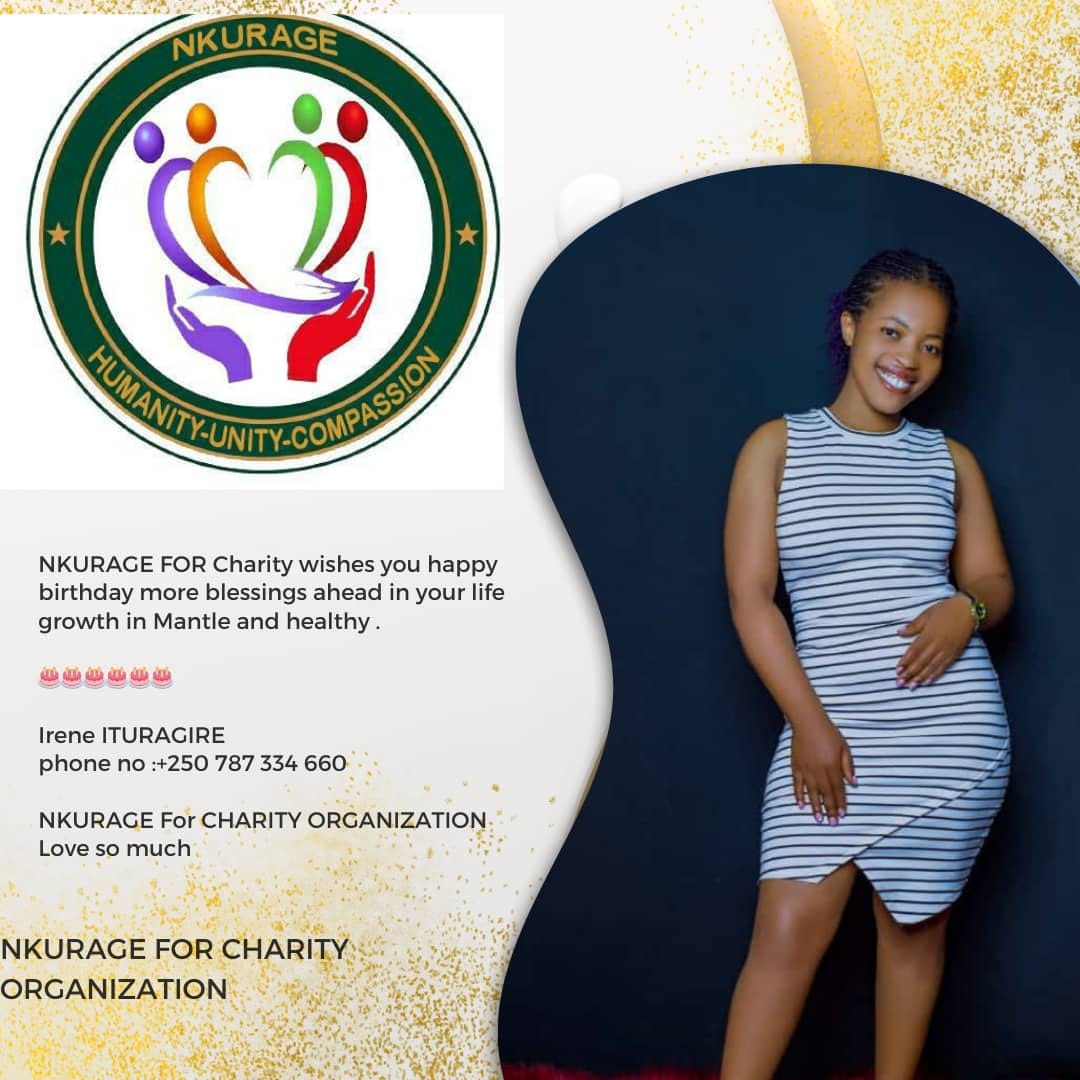 NKURAGE
HUMANITY-UNITY-COMPASSION
NKURAGE FOR Charity wishes you happy
birthday more blessings ahead in your life
growth in Mantle and healthy .
🎂🎂🎂🎂🎂🎂
Irene ITURAGIRE
phone no :+250 787 334 660
NKURAGE For CHARITY ORGANIZATION
Love so much
NKURAGE FOR CHARITY
ORGANIZATION